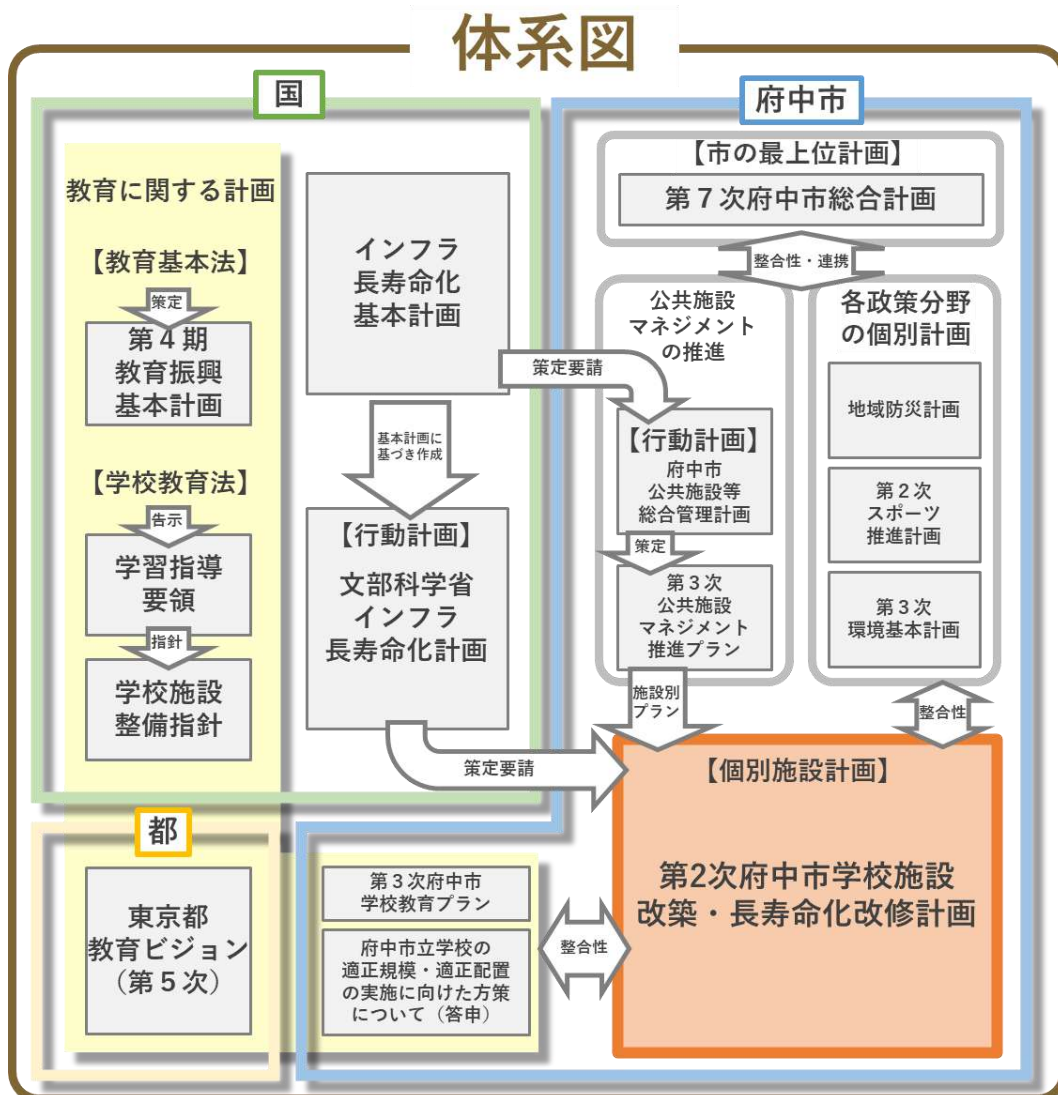 体系図
国
教育に関する計画
【教育基本法】
策定
第４期
教育振興
基本計画
【学校教育法】
告示
学習指導
要領
指針
学校施設
整備指針
インフラ
長寿命化
基本計画
基本計画に
基づき作成
【行動計画】
文部科学省
インフラ
長寿命化計画
策定要請
策定要請
都
東京都
教育ビジョン
（第５次）
府中市
【市の最上位計画】
第７次府中市総合計画
整合性・連携
公共施設
マネジメント
の推進
【行動計画】
府中市
公共施設等
総合管理計画
策定
第３次
公共施設
マネジメント
推進プラン
施設別
プラン
各政策分野
の個別計画
地域防災計画
第２次
スポーツ
推進計画
第３次
環境基本計画
整合性
【個別施設計画】
第2次府中市学校施設
改築・長寿命化改修計画
整合性
第３次府中市
学校教育プラン
府中市立学校の
適正規模・適正配置
の実施に向けた方策
について（答申）